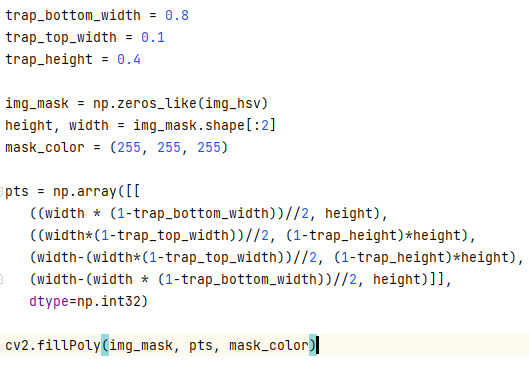 trap_bottom_width = 0.8
trap_top_width = 0.1
trap_height = 0.4
img_mask = np.zeros_like(img_hsv)
height, width = img_mask.shape[:2]
mask_color = (255, 255, 255)
pts = np.array([[
((width * (1-trap_bottom_width))//2, height),
((width*(1-trap_top_width))//2, (1-trap_height)*height),
(width-(width*(1-trap_top_width))//2, (1-trap_height)*height),
(width-(width * (1-trap_bottom_width))//2, height)]],
dtype=np.int32)
cv2.fillPoly(img_mask, pts, mask_color)